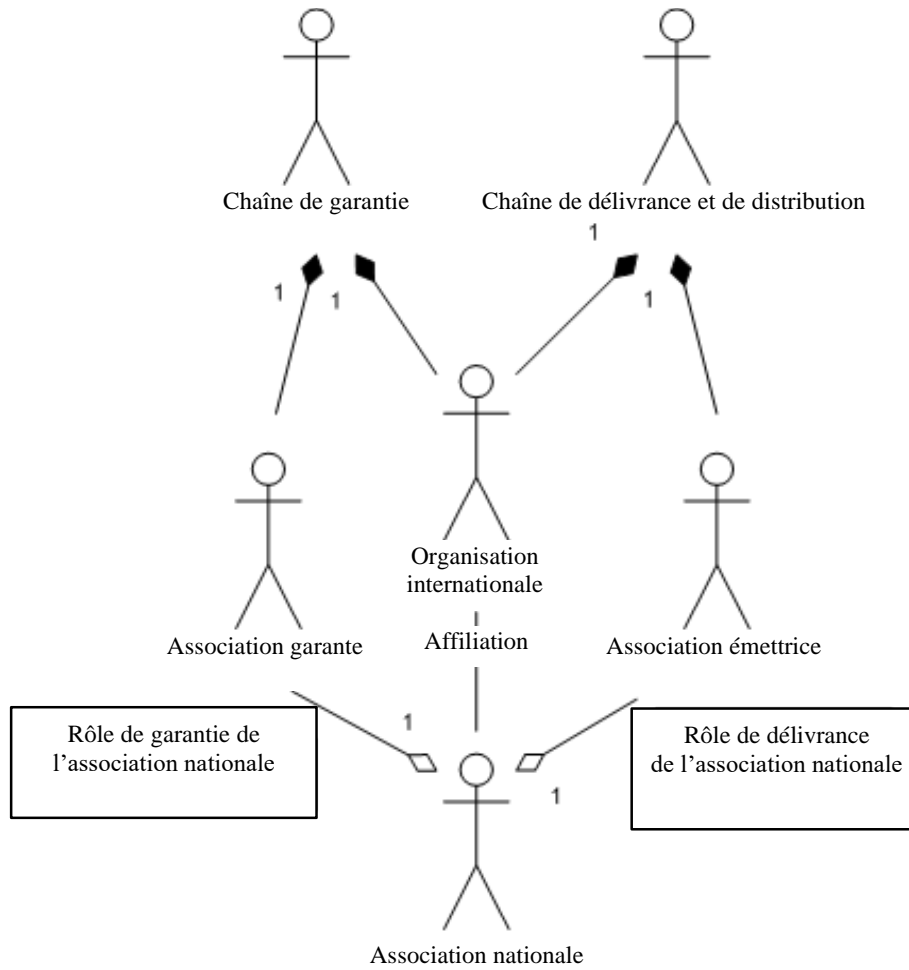 Chaîne de garantie
Chaîne de délivrance et de distribution
1
1
1
1
Organisation
internationale
Association garante
Affiliation
Association émettrice
Rôle de garantie de
l’association nationale
1
Rôle de délivrance
de l’association nationale
1
Association nationale